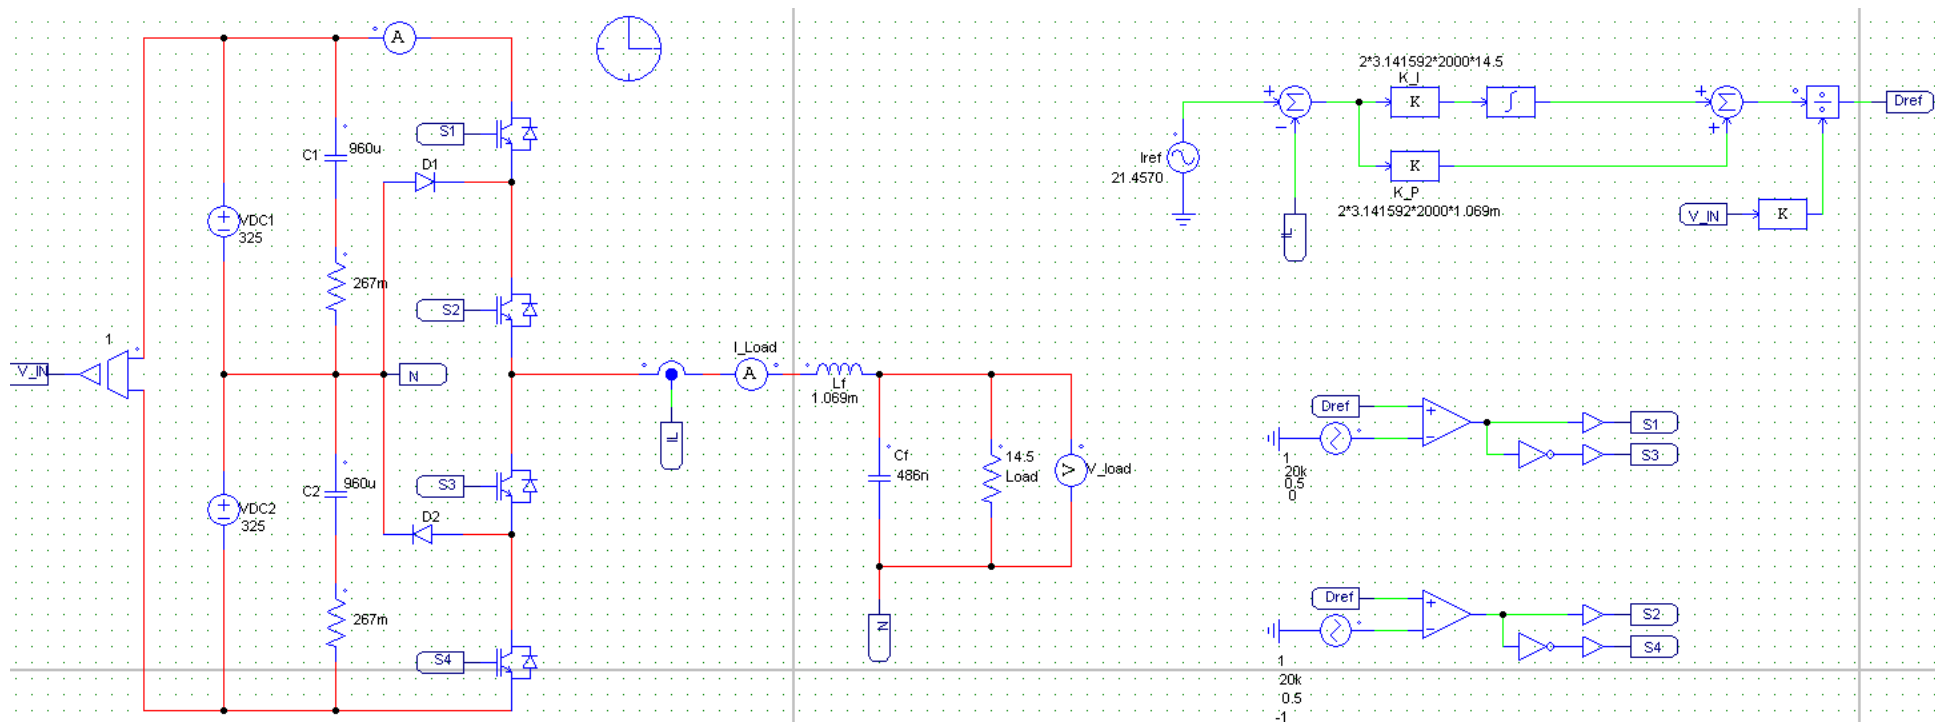 A
2*3.141592*2000*14.5
K_I
K
∫
Σ
Σ
÷
Dref
S1
C1
960u
D1
Iref
21.4570
K
K_P
2*3.141592*2000*1.069m
V_IN
K
IL
VDC1
325
267m
S2
1
V_IN
N
I_Load
A
Lf
1.069m
IL
Dref
1
20k
0.5
0
S1
S3
Cf
486n
14.5
Load
V
V_load
S3
C2
960u
VDC2
325
D2
267m
N
S4
Dref
1
20k
0.5
-1
S2
S4